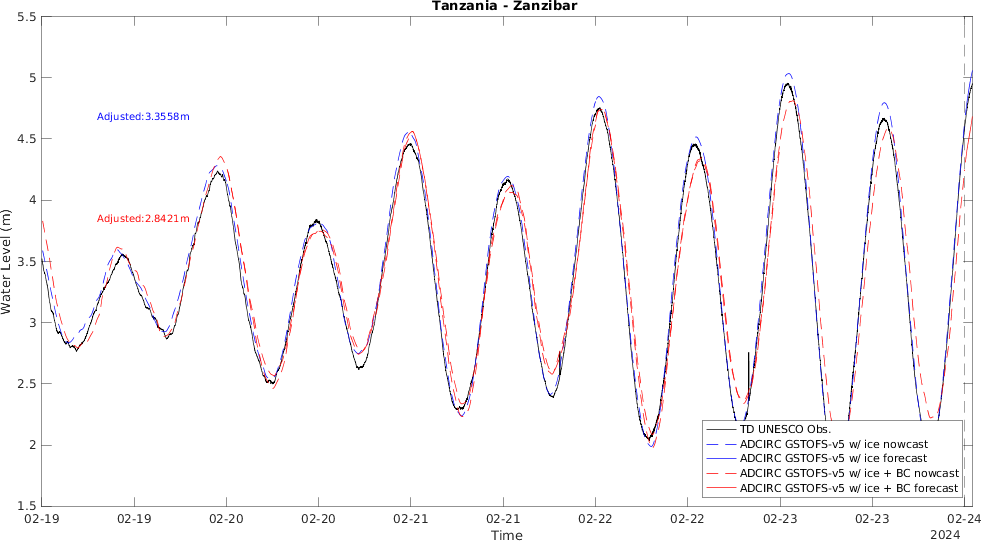 Tanzania - Zanzibar
5.5
5
4.5
4
3.5
3
2.5
2
1.5
Water Level (m)
Adjusted:3.3558m
Adjusted:2.8421m
TD UNESCO Obs.
ADCIRC GSTOFS-v5 w/ ice nowcast
ADCIRC GSTOFS-v5 w/ ice forecast
ADCIRC GSTOFS-v5 w/ ice + BC nowcast
ADCIRC GSTOFS-v5 w/ ice + BC forecast
02-19 02-19 02-20 02-20 02-21 02-21 02-22 02-22 02-23 02-23 02-24
Time
2024